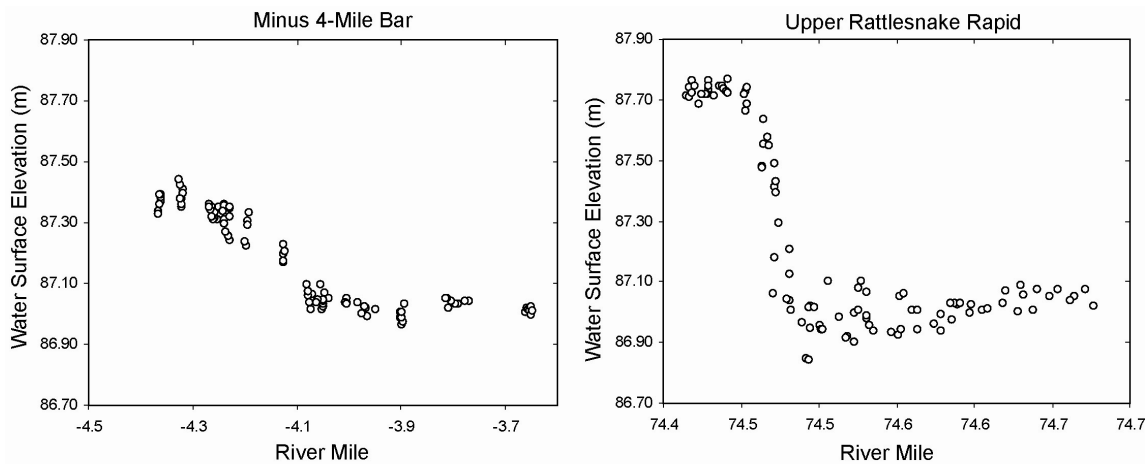 Minus 4-Mile Bar
87.90
87.70
87.50
87.30
87.10
86.90
86.70
Water Surface Elevation (m)
-4.5 -4.3 -4.1 -3.9 -3.7
River Mile
Upper Rattlesnake Rapid
87.90
87.70
87.50
87.30
87.10
86.90
86.70
Water Surface Elevation (m)
74.4 74.5 74.5 74.6 74.6 74.7 74.7
River Mile